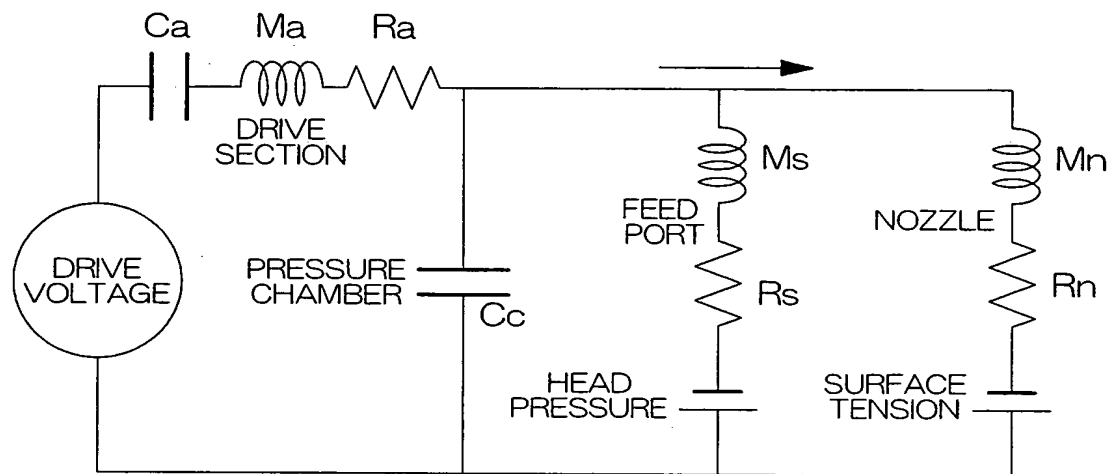 Ca
Ma
Ra
DRIVE
SECTION
Ms
Mn
FEED
PORT
NOZZLE
DRIVE
VOLTAGE
PRESSURE
CHAMBER
Cc
Rs
Rn
HEAD
PRESSURE
SURFACE
TENSION